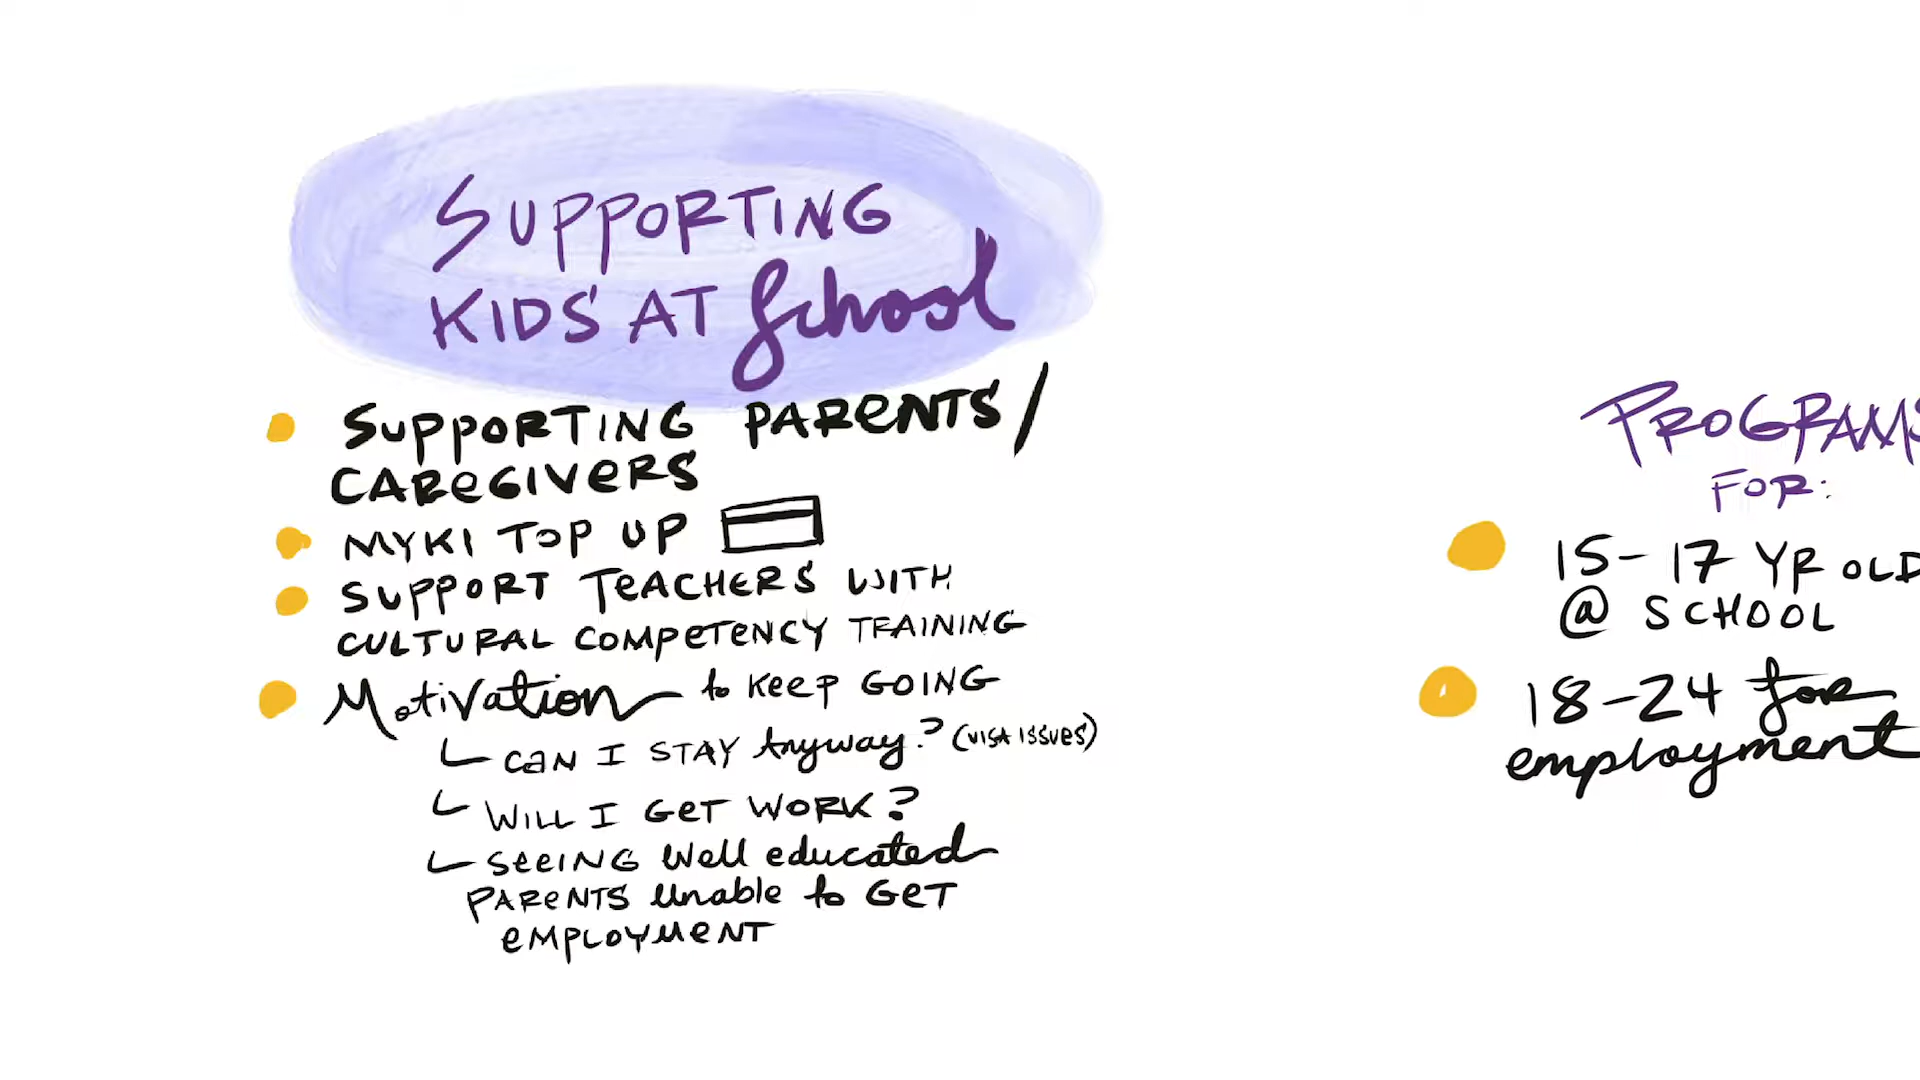 SUPPORTING
KIDS AT School
SUPPORTING PARENTS/
CAREGIVERS
MYKI TOP UP
SUPPORT TEACHERS WITH
CULTURAL COMPETENCY TRAINING
Motivation to KEEP GOING
CAN I STAY Anyway? (VISA ISSUES)
WILL I GET WORK?
SEEING Well educated
PARENTS Unable to GET
EMPLOYMENT
PROGRAMS
FOR:
15-17 YR OLD
@ SCHOOL
18-24 for
employment